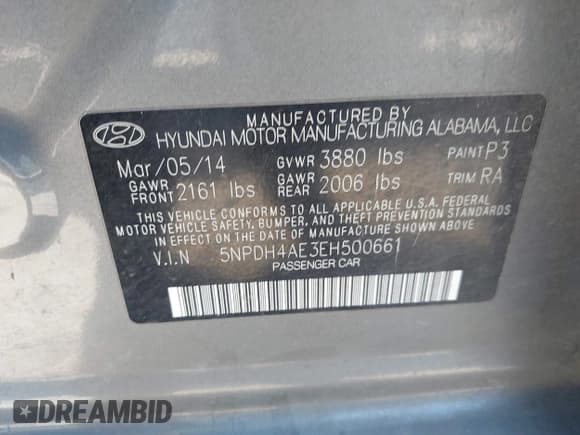 MANUFACTURED BY
HYUNDAI MOTOR MANUFACTURING ALABAMA, LLC
Mar/05/14 GVWR 3880 lbs PAINT P3
GAWR FRONT 2161 lbs GAWR REAR 2006 lbs TRIM RA
THIS VEHICLE CONFORMS TO ALL APPLICABLE U.S.A. FEDERAL
MOTOR VEHICLE SAFETY, BUMPER, AND THEFT PREVENTION STANDARDS
IN EFFECT ON THE DATE OF MANUFACTURE SHOWN ABOVE.
V.I.N 5NPDH4AE3EH500661
PASSENGER CAR
DREAMBID